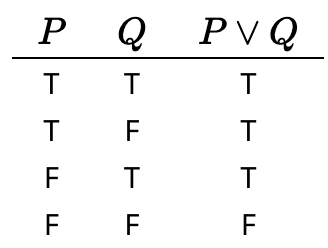 P Q P ∨ Q
T T T
T F T
F T T
F F F